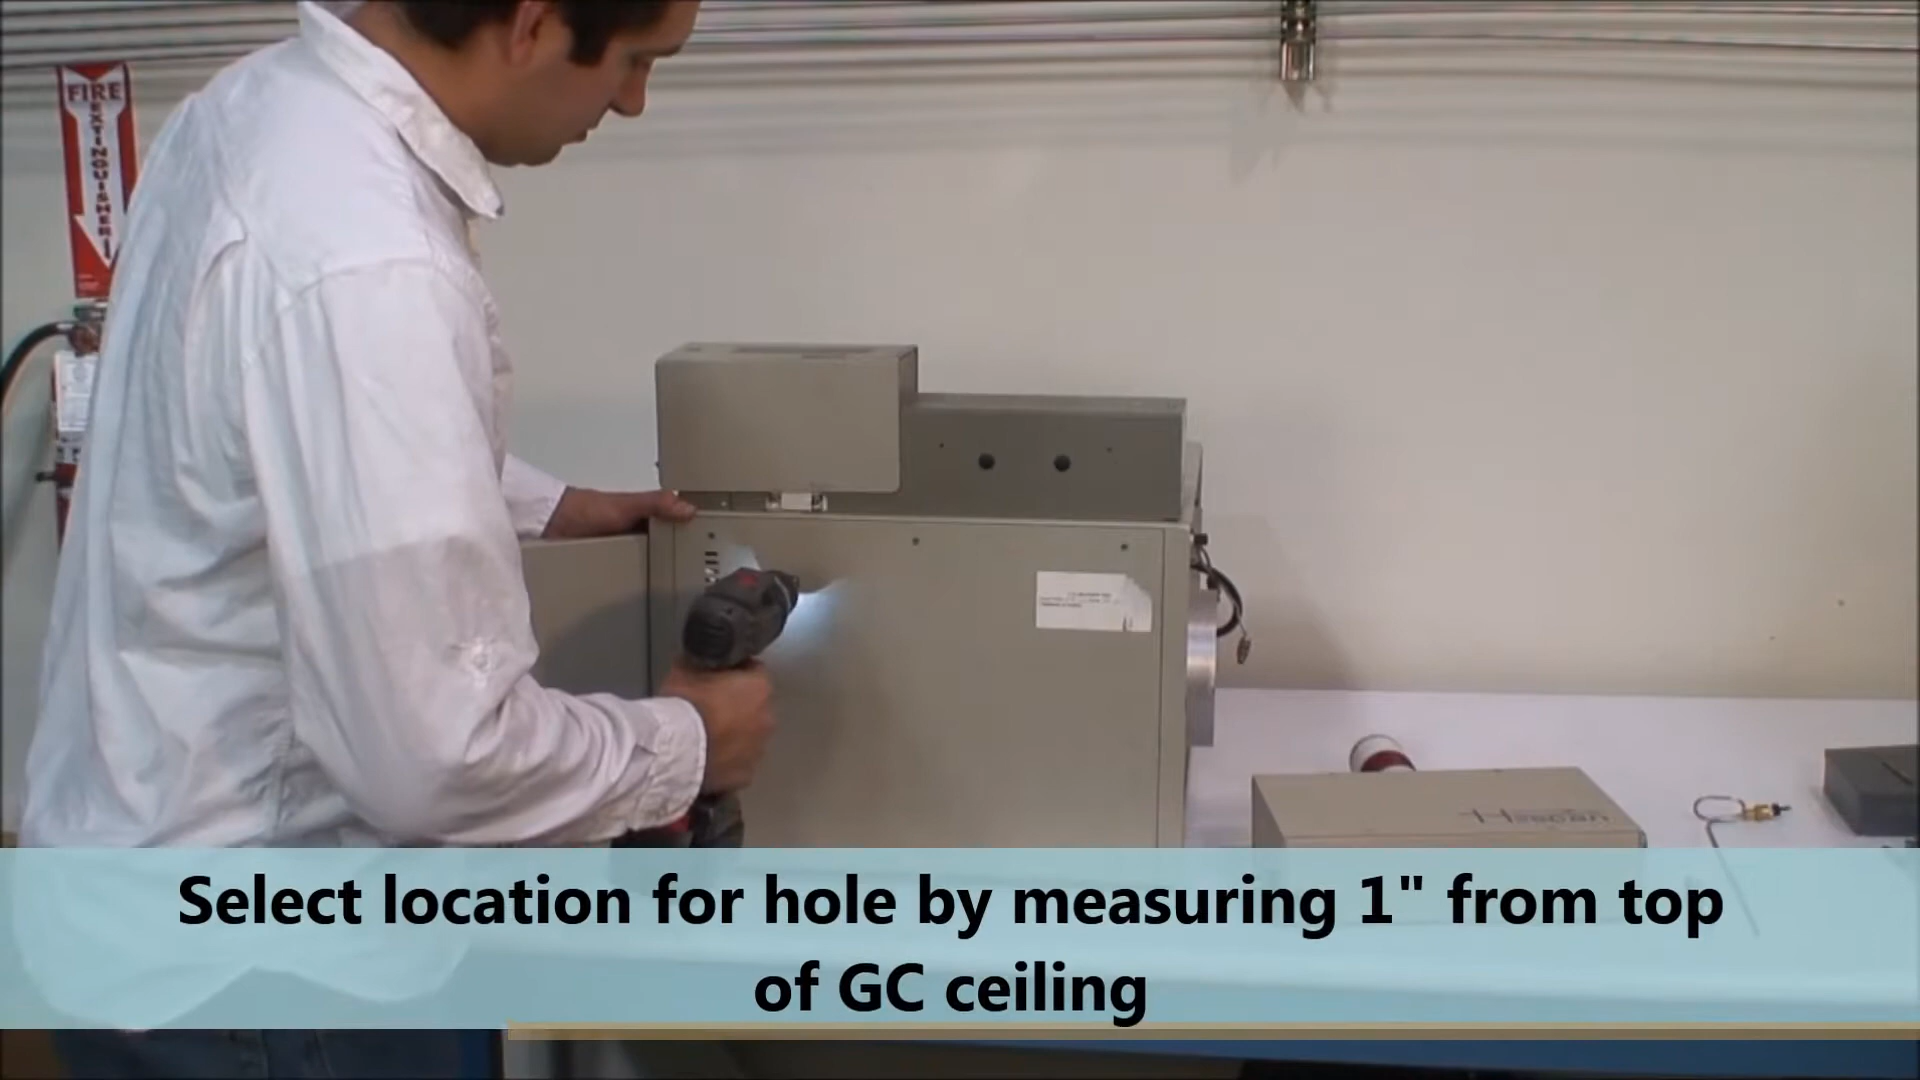 FIRE
EXTINGUISHER
Select location for hole by measuring 1" from top
of GC ceiling